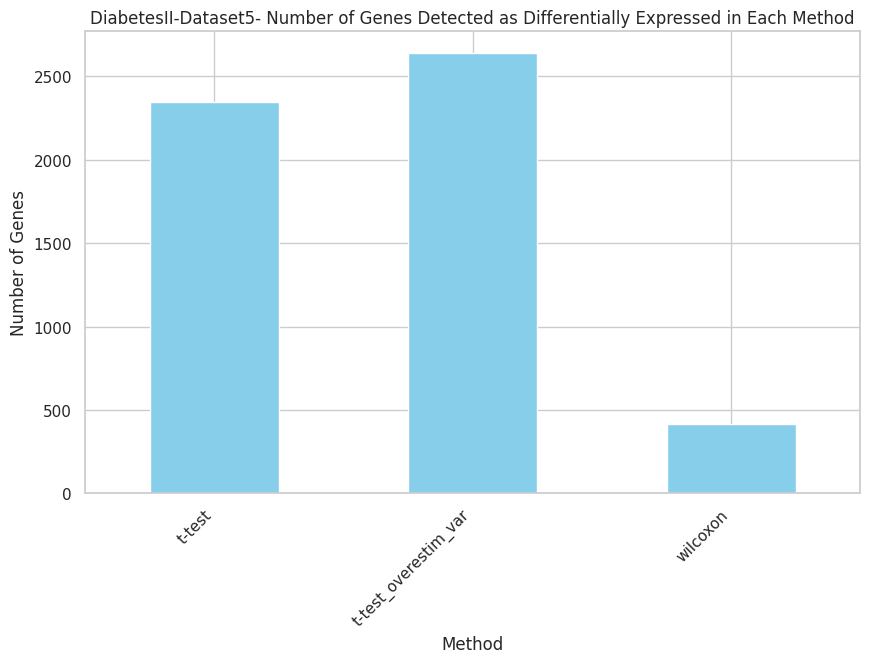 DiabetesII-Dataset5- Number of Genes Detected as Differentially Expressed in Each Method
Number of Genes
2500
2000
1500
1000
500
0
t-test
t-test_overestim_var
wilcoxon
Method